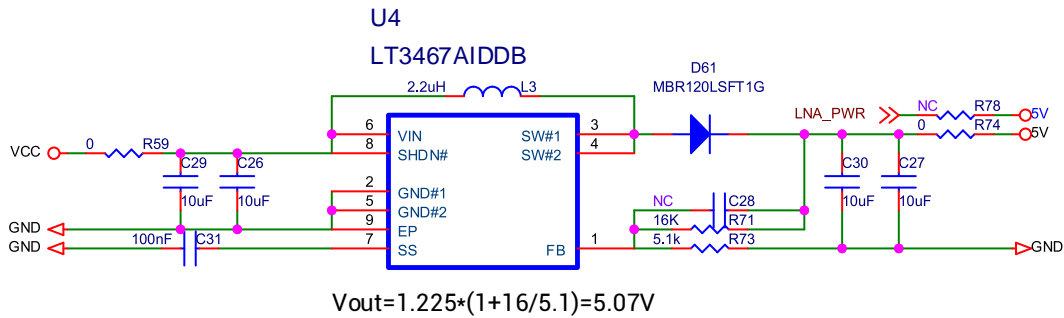 U4
LT3467AIDDB
2.2uH L3
D61
MBR120LSFT1G
LNA_PWR NC R78 5V
VCC 0 R59 6 VIN SW#1 3 0 R74 5V
8 SHDN# SW#2 4
C29 C26 C30 C27
10uF 10uF 2 GND#1 NC C28 10uF 10uF
5 GND#2 16K R71
GND 9 EP
GND 100nF C31 7 SS FB 1 5.1k R73 GND
Vout=1.225*(1+16/5.1)=5.07V